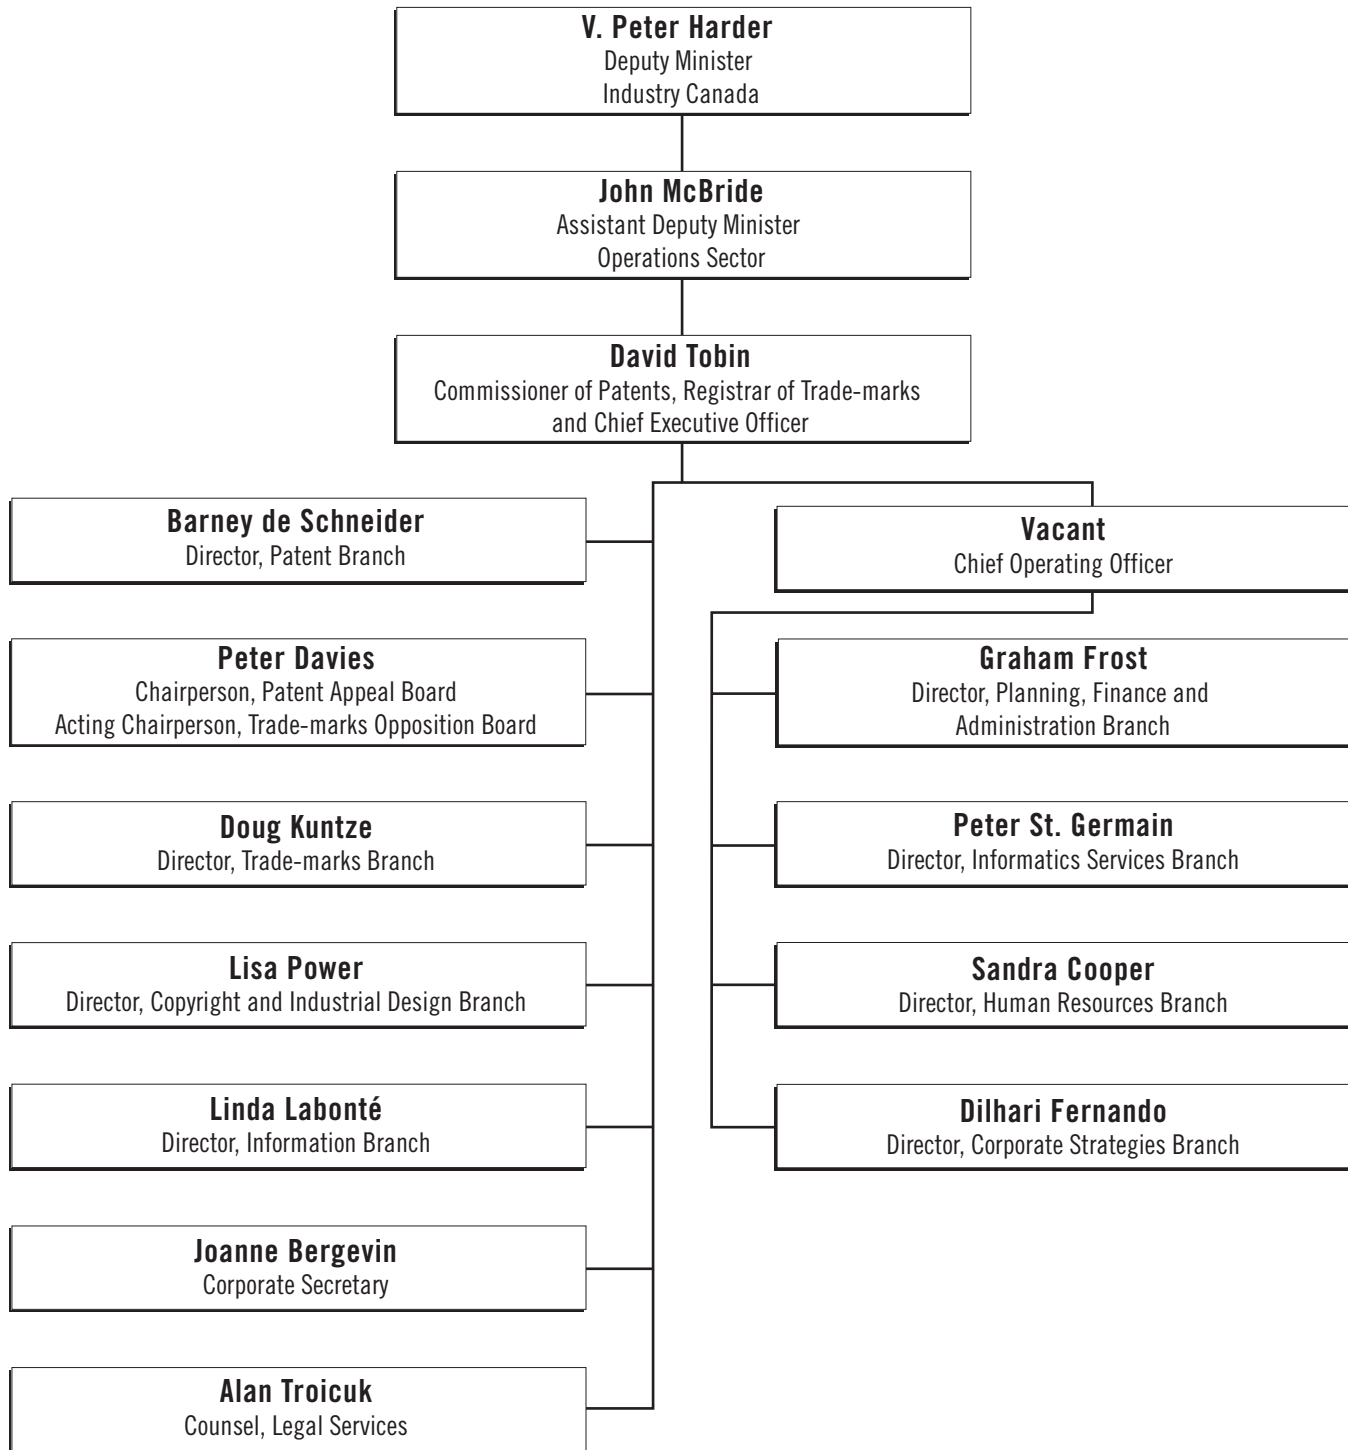 V. Peter Harder
Deputy Minister
Industry Canada
John McBride
Assistant Deputy Minister
Operations Sector
David Tobin
Commissioner of Patents, Registrar of Trade-marks
and Chief Executive Officer
Barney de Schneider
Director, Patent Branch
Peter Davies
Chairperson, Patent Appeal Board
Acting Chairperson, Trade-marks Opposition Board
Doug Kuntze
Director, Trade-marks Branch
Lisa Power
Director, Copyright and Industrial Design Branch
Linda Labonté
Director, Information Branch
Joanne Bergevin
Corporate Secretary
Alan Troicuk
Counsel, Legal Services
Vacant
Chief Operating Officer
Graham Frost
Director, Planning, Finance and
Administration Branch
Peter St. Germain
Director, Informatics Services Branch
Sandra Cooper
Director, Human Resources Branch
Dilhari Fernando
Director, Corporate Strategies Branch